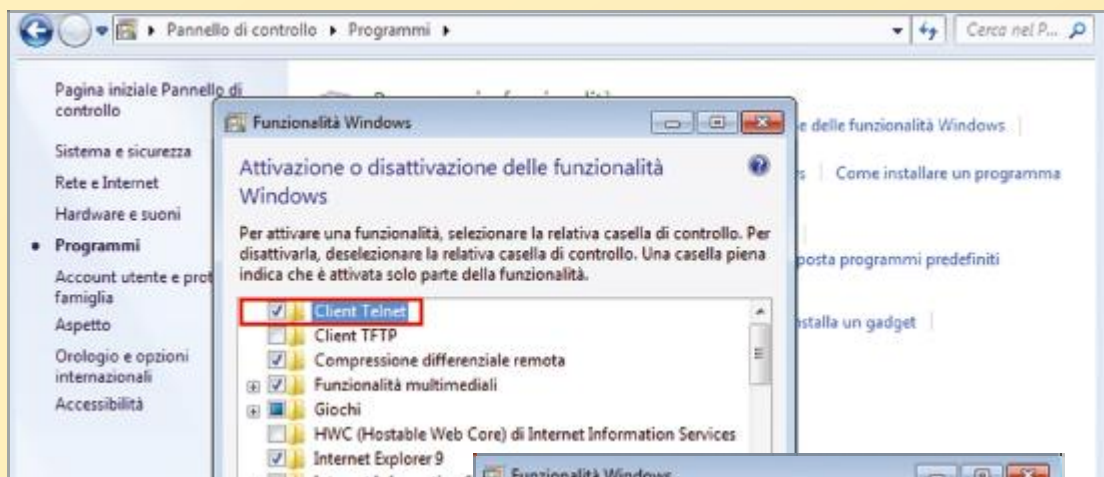 Pannello di controllo ▸ Programmi ▸
Cerca nel P...
Pagina iniziale Pannello di
controllo
Sistema e sicurezza
Rete e Internet
Hardware e suoni
Programmi
Account utente e prot
famiglia
Aspetto
Orologio e opzioni
internazionali
Accessibilità
Funzionalità Windows
Attivazione o disattivazione delle funzionalità
Windows
Per attivare una funzionalità, selezionare la relativa casella di controllo. Per
disattivarla, deselezionare la relativa casella di controllo. Una casella piena
indica che è attivata solo parte della funzionalità.
Client Telnet
Client TFTP
Compressione differenziale remota
Funzionalità multimediali
Giochi
HWC (Hostable Web Core) di Internet Information Services
Internet Explorer 9
e delle funzionalità Windows
s | Come installare un programma
posta programmi predefiniti
stalla un gadget
Funzionalità Windows